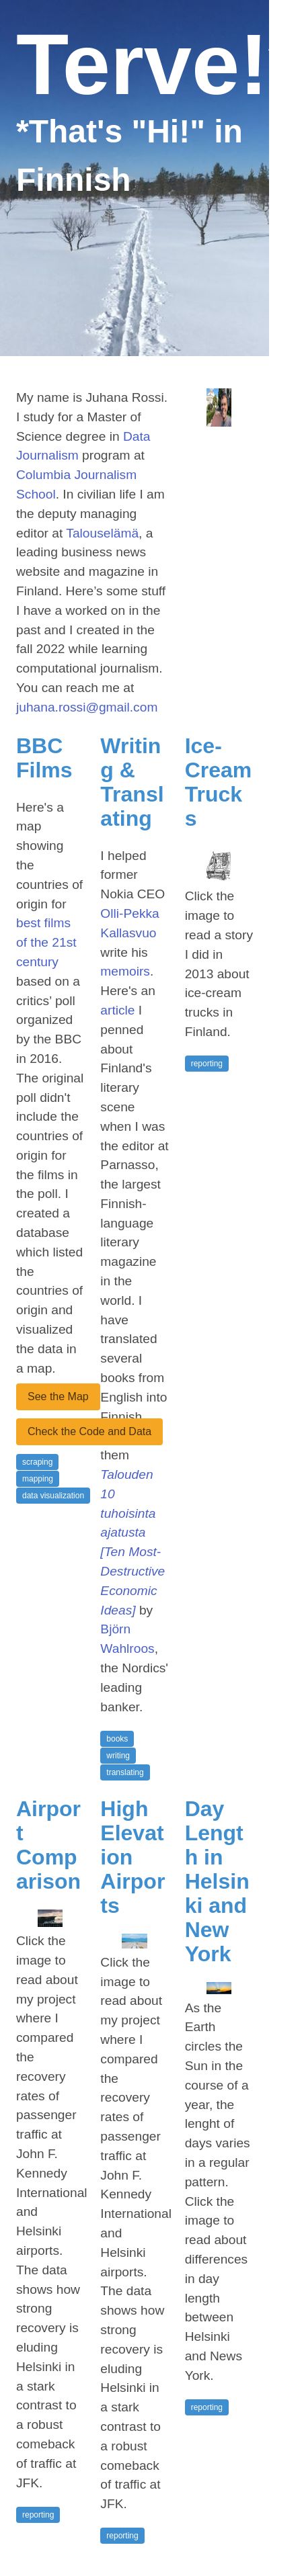 Terve!*
*That's "Hi!" in
Finnish
My name is Juhana Rossi.
I study for a Master of
Science degree in Data
Journalism program at
Columbia Journalism
School. In civilian life I am
the deputy managing
editor at Talouselämä, a
leading business news
website and magazine in
Finland. Here's some stuff
I have a worked on in the
past and I created in the
fall 2022 while learning
computational journalism.
You can reach me at
juhana.rossi@gmail.com
BBC
Films
Here's a
map
showing
the
countries of
origin for
best films
of the 21st
century
based on a
critics' poll
organized
by the BBC
in 2016.
The original
poll didn't
include the
countries of
origin for
the films in
the poll. I
created a
database
which listed
the
countries of
origin and
visualized
the data in
a map.
See the Map
Check the Code and Data
scraping
mapping
data visualization
Writin
g &
Transl
ating
I helped
former
Nokia CEO
Olli-Pekka
Kallasvuo
write his
memoirs.
Here's an
article I
penned
about
Finland's
literary
scene
when I was
the editor at
Parnasso,
the largest
Finnish-
language
literary
magazine
in the
world. I
have
translated
several
books from
English into
Finnish
them
Talouden
10
tuhoisinta
ajatusta
[Ten Most-
Destructive
Economic
Ideas] by
Björn
Wahlroos,
the Nordics'
leading
banker.
books
writing
translating
Ice-
Cream
Truck
s
Click the
image to
read a story
I did in
2013 about
ice-cream
trucks in
Finland.
reporting
Airpor
t
Comp
arison
Click the
image to
read about
my project
where I
compared
the
recovery
rates of
passenger
traffic at
John F.
Kennedy
International
and
Helsinki
airports.
The data
shows how
strong
recovery is
eluding
Helsinki in
a stark
contrast to
a robust
comeback
of traffic at
JFK.
reporting
High
Elevat
ion
Airpor
ts
Click the
image to
read about
my project
where I
compared
the
recovery
rates of
passenger
traffic at
John F.
Kennedy
International
and
Helsinki
airports.
The data
shows how
strong
recovery is
eluding
Helsinki in
a stark
contrast to
a robust
comeback
of traffic at
JFK.
reporting
Day
Lengt
h in
Helsin
ki and
New
York
As the
Earth
circles the
Sun in the
course of a
year, the
lenght of
days varies
in a regular
pattern.
Click the
image to
read about
differences
in day
length
between
Helsinki
and News
York.
reporting